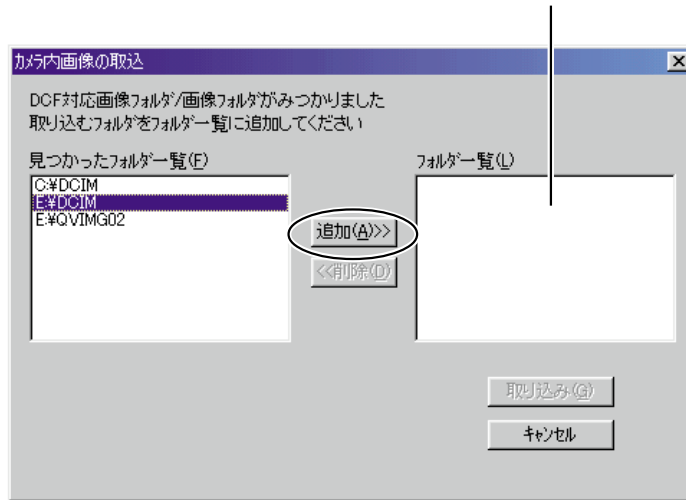 カメラ内画像の取込
DCF対応画像フォルダ/画像フォルダがみつかりました
取り込むフォルダをフォルダ一覧に追加してください
見つかったフォルダ一覧(F)
フォルダ一覧(L)
C:¥DCIM
E:¥DCIM
E:¥QVIMG02
追加(A)>>
<<削除(D)
取り込み(G)
キャンセル